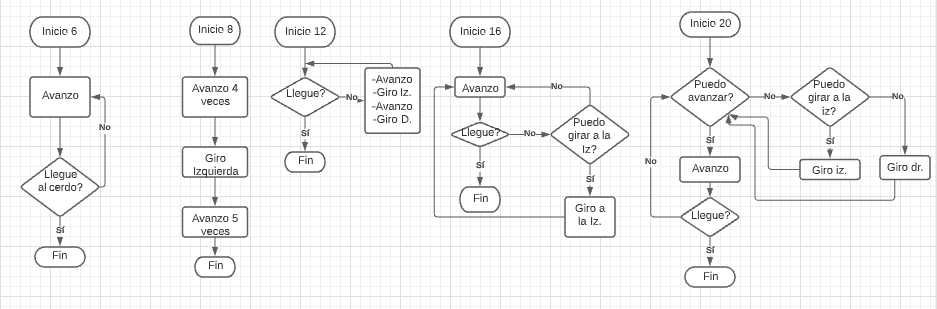 Inicio 6
Avanzo
No
Llegue
al cerdo?
Sí
Fin
Inicio 8
Avanzo 4
veces
Giro
Izquierda
Avanzo 5
veces
Fin
Inicio 12
Llegue?
No
-Avanzo
-Giro Iz.
-Avanzo
-Giro D.
Sí
Fin
Inicio 16
Avanzo
No
Llegue?
No
Puedo
girar a la
Iz?
Sí
Fin
Sí
Giro a
la Iz.
Inicio 20
Puedo
avanzar?
No
Puedo
girar a la
iz?
No
Sí
Sí
Avanzo
Giro iz.
Giro dr.
No
Llegue?
Sí
Fin